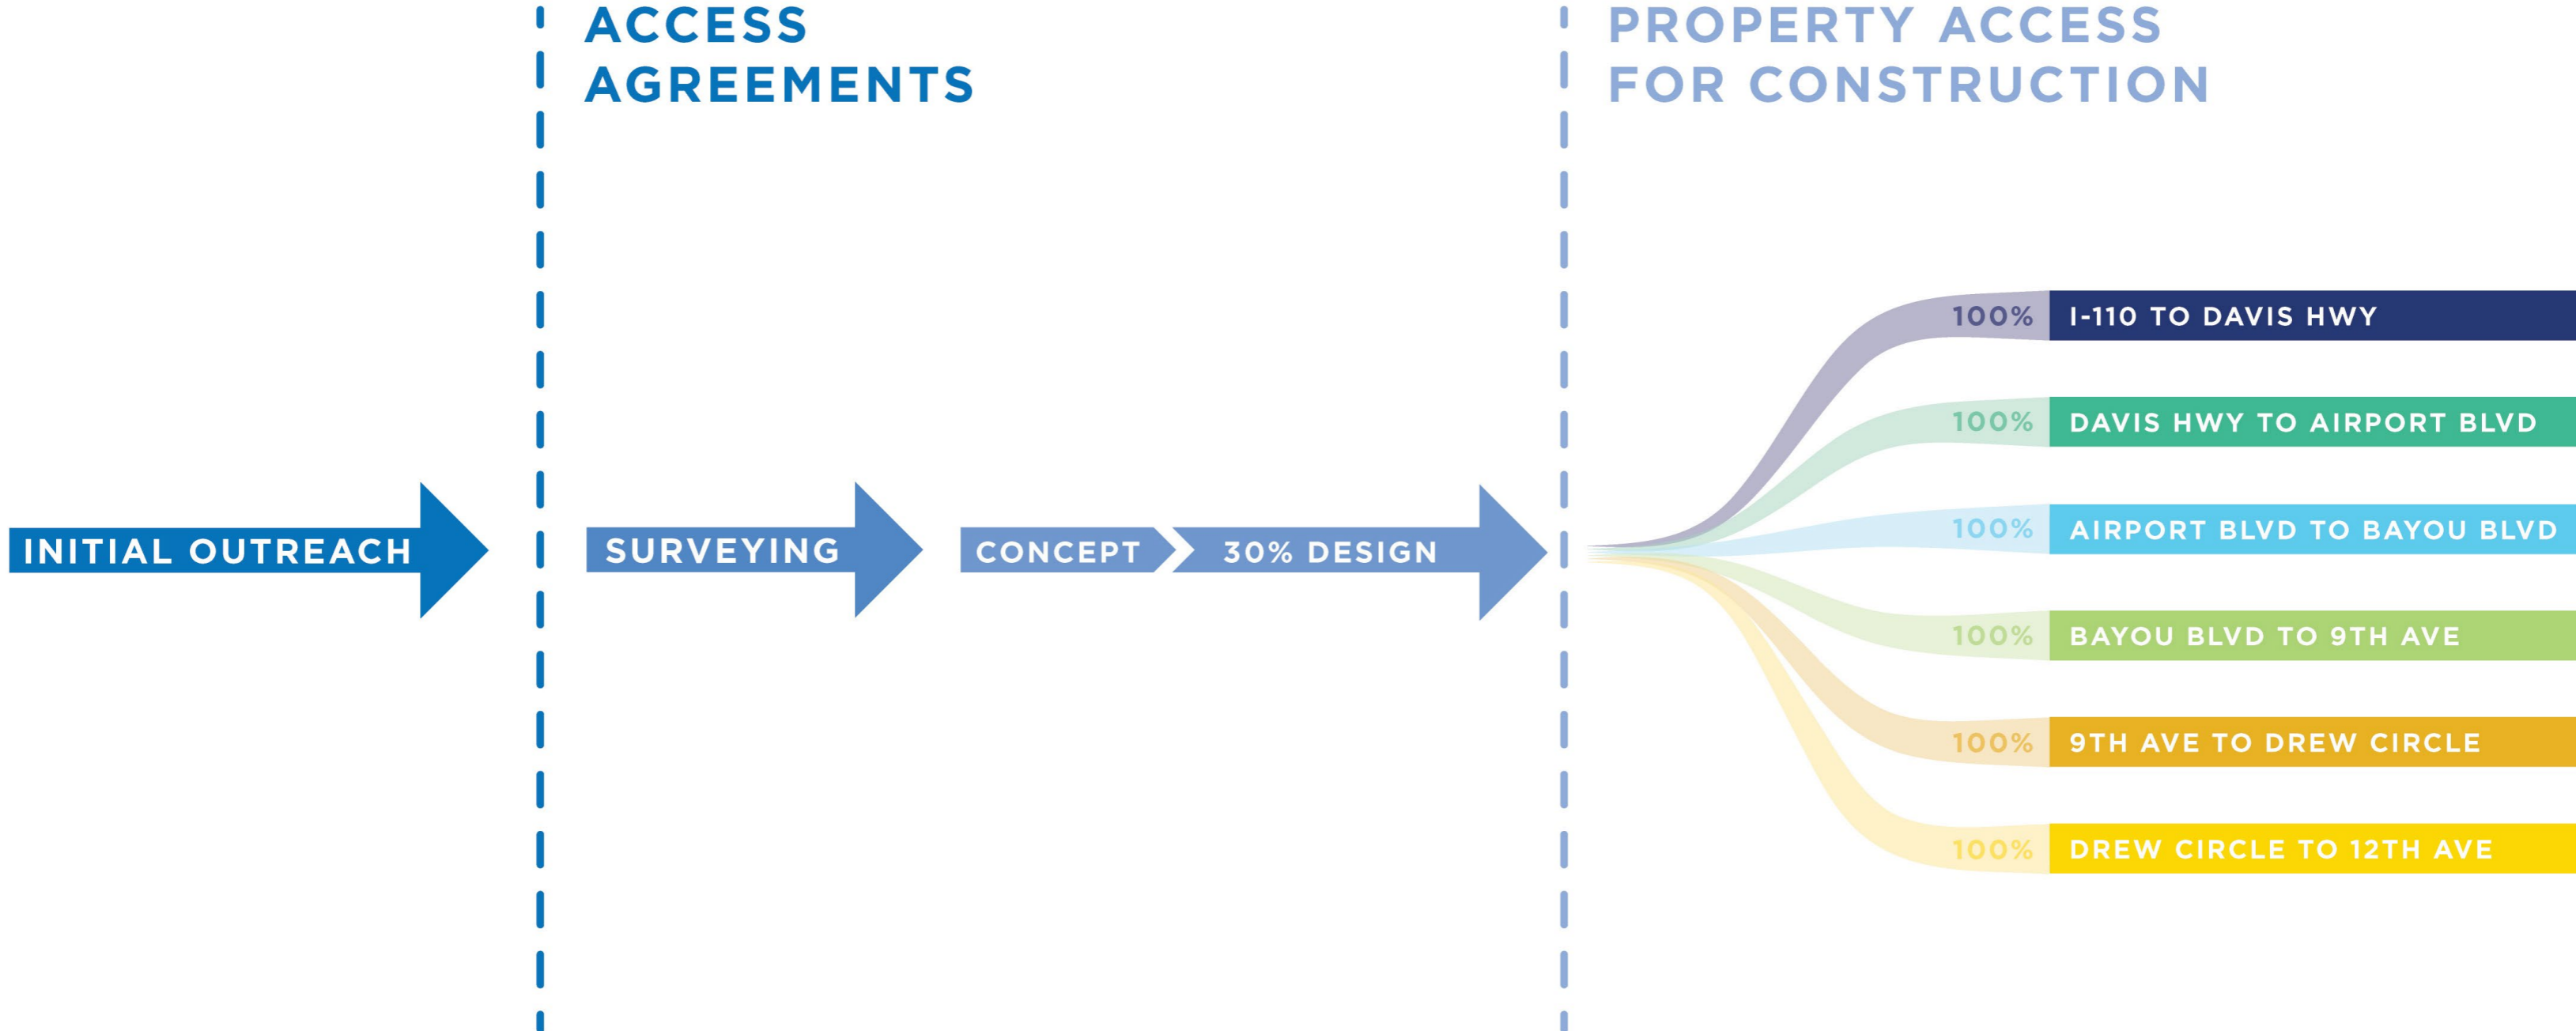 ACCESS
AGREEMENTS
PROPERTY ACCESS
FOR CONSTRUCTION
INITIAL OUTREACH
SURVEYING
CONCEPT
30% DESIGN
100% I-110 TO DAVIS HWY
100% DAVIS HWY TO AIRPORT BLVD
100% AIRPORT BLVD TO BAYOU BLVD
100% BAYOU BLVD TO 9TH AVE
100% 9TH AVE TO DREW CIRCLE
100% DREW CIRCLE TO 12TH AVE